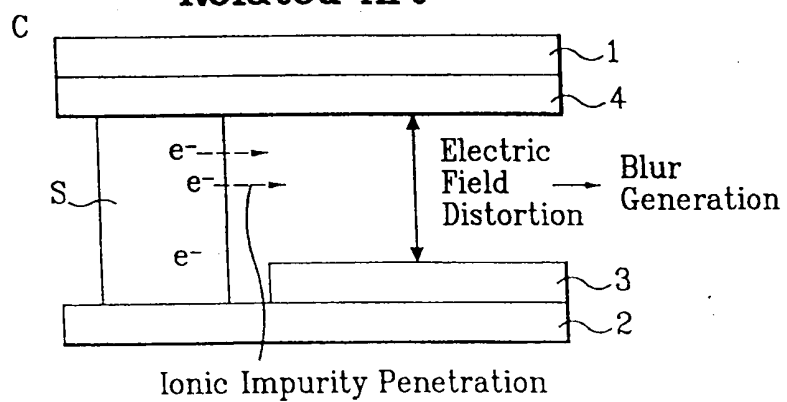 C
1
4
e-
e-
Electric
Field
Distortion
Blur
Generation
S
e-
3
2
Ionic Impurity Penetration